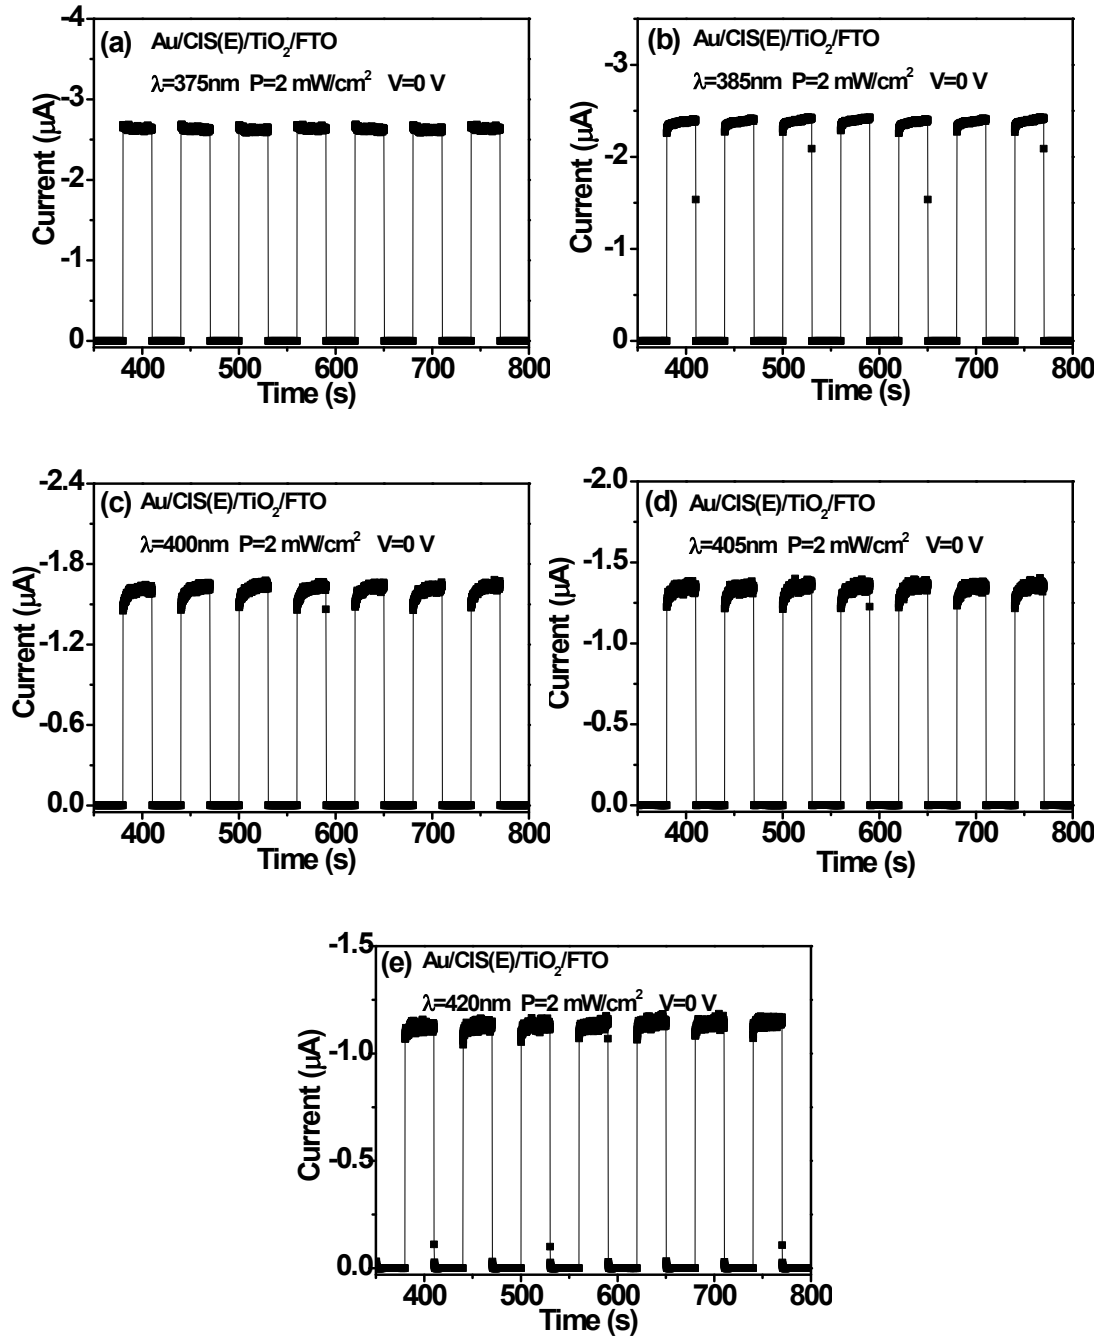 (a) Au/CIS(E)/TiO₂/FTO
λ=375nm P=2 mW/cm² V=0 V
Current (μA)
-4
-3
-2
-1
0
400 500 600 700 800
Time (s)
(b) Au/CIS(E)/TiO₂/FTO
λ=385nm P=2 mW/cm² V=0 V
Current (μA)
-3
-2
-1
0
400 500 600 700 800
Time (s)
(c) Au/CIS(E)/TiO₂/FTO
λ=400nm P=2 mW/cm² V=0 V
Current (μA)
-2.4
-1.8
-1.2
-0.6
0.0
400 500 600 700 800
Time (s)
(d) Au/CIS(E)/TiO₂/FTO
λ=405nm P=2 mW/cm² V=0 V
Current (μA)
-2.0
-1.5
-1.0
-0.5
0.0
400 500 600 700 800
Time (s)
(e) Au/CIS(E)/TiO₂/FTO
λ=420nm P=2 mW/cm² V=0 V
Current (μA)
-1.5
-1.0
-0.5
0.0
400 500 600 700 800
Time (s)